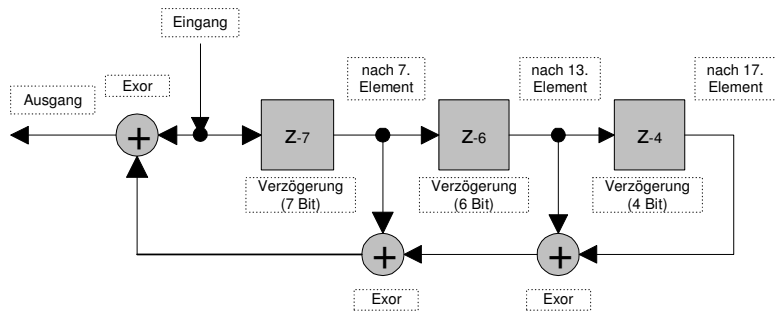 Eingang
Exor
Ausgang
nach 7.
Element
nach 13.
Element
nach 17.
Element
+
z-7
z-6
z-4
Verzögerung
(7 Bit)
Verzögerung
(6 Bit)
Verzögerung
(4 Bit)
+
+
Exor
Exor